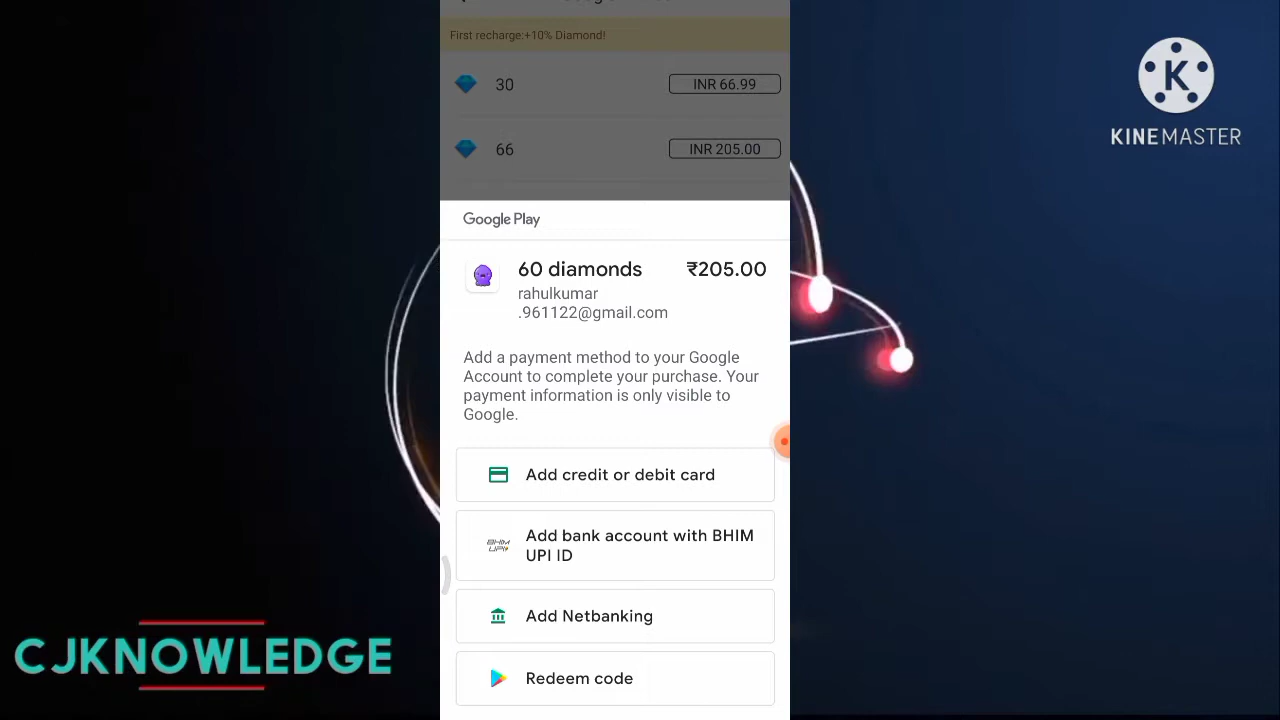 First recharge:+10% Diamond!
30 INR 66.99
66 INR 205.00
KINEMASTER
Google Play
60 diamonds ₹205.00
rahulkumar
.961122@gmail.com
Add a payment method to your Google
Account to complete your purchase. Your
payment information is only visible to
Google.
Add credit or debit card
BHIM
UPI
Add bank account with BHIM
UPI ID
Add Netbanking
Redeem code
CJKNOWLEDGE